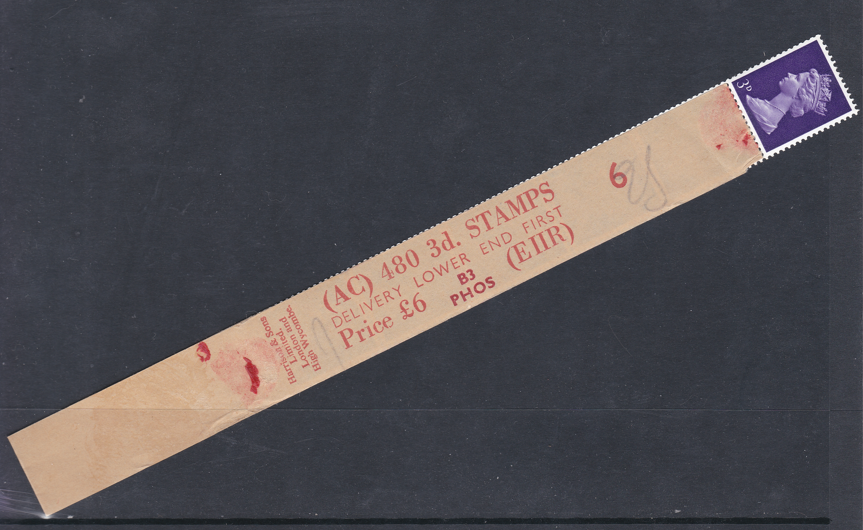 3D
6
(AC) 480 3d. STAMPS
DELIVERY LOWER END FIRST
Price £6 B3 PHOS (EIIR)
Harrison & Sons
Limited,
London and
High Wycombe.